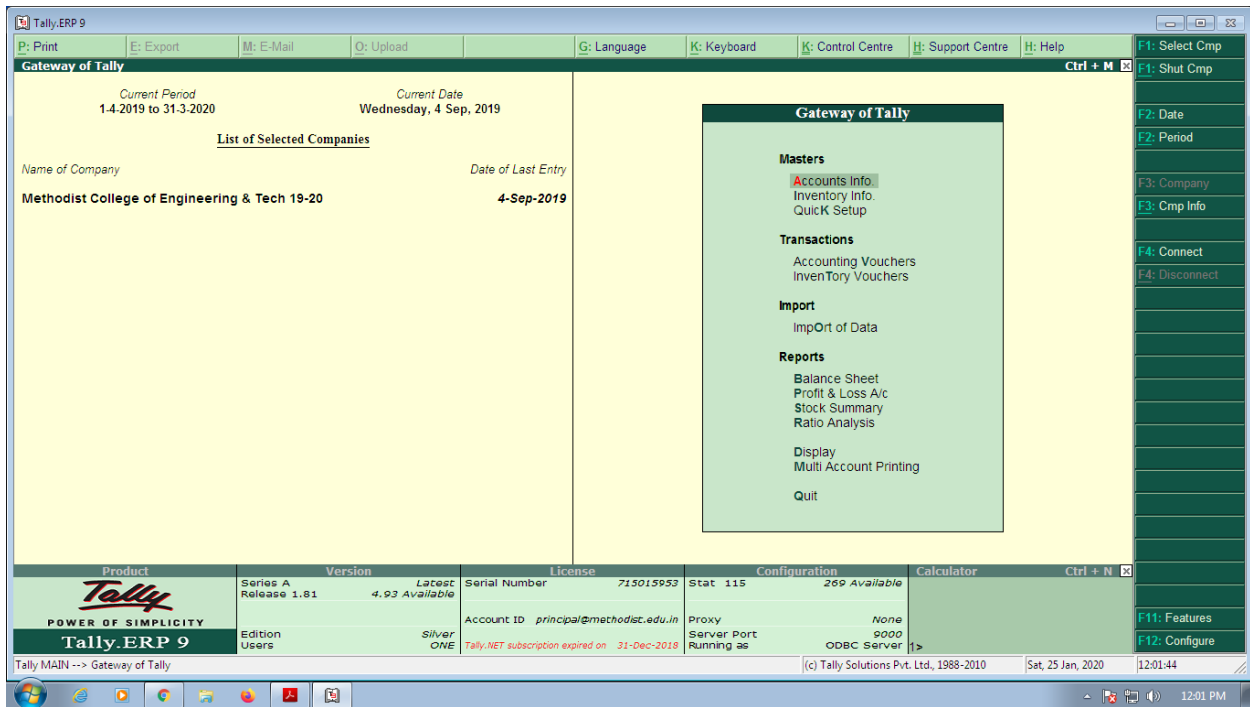 Tally.ERP 9
P: Print E: Export M: E-Mail O: Upload G: Language K: Keyboard K: Control Centre H: Support Centre H: Help
Gateway of Tally Ctrl + M
Current Period Current Date
1-4-2019 to 31-3-2020 Wednesday, 4 Sep, 2019
List of Selected Companies
Name of Company Date of Last Entry
Methodist College of Engineering & Tech 19-20 4-Sep-2019
Gateway of Tally
Masters
Accounts Info.
Inventory Info.
QuicK Setup
Transactions
Accounting Vouchers
InvenTory Vouchers
Import
ImpOrt of Data
Reports
Balance Sheet
Profit & Loss A/c
Stock Summary
Ratio Analysis
Display
Multi Account Printing
Quit
F1: Select Cmp
F1: Shut Cmp
F2: Date
F2: Period
F3: Company
F3: Cmp Info
F4: Connect
F4: Disconnect
F11: Features
F12: Configure
Product
Tally
POWER OF SIMPLICITY
Tally.ERP 9
Version
Series A Latest
Release 1.81 4.93 Available
Edition Silver
Users ONE
License
Serial Number 715015953
Account ID principal@methodist.edu.in
Tally.NET subscription expired on 31-Dec-2018
Configuration
Stat 115 269 Available
Proxy None
Server Port 9000
Running as ODBC Server
Calculator Ctrl + N
1>
Tally MAIN --> Gateway of Tally (c) Tally Solutions Pvt. Ltd., 1988-2010 Sat, 25 Jan, 2020 12:01:44
12:01 PM